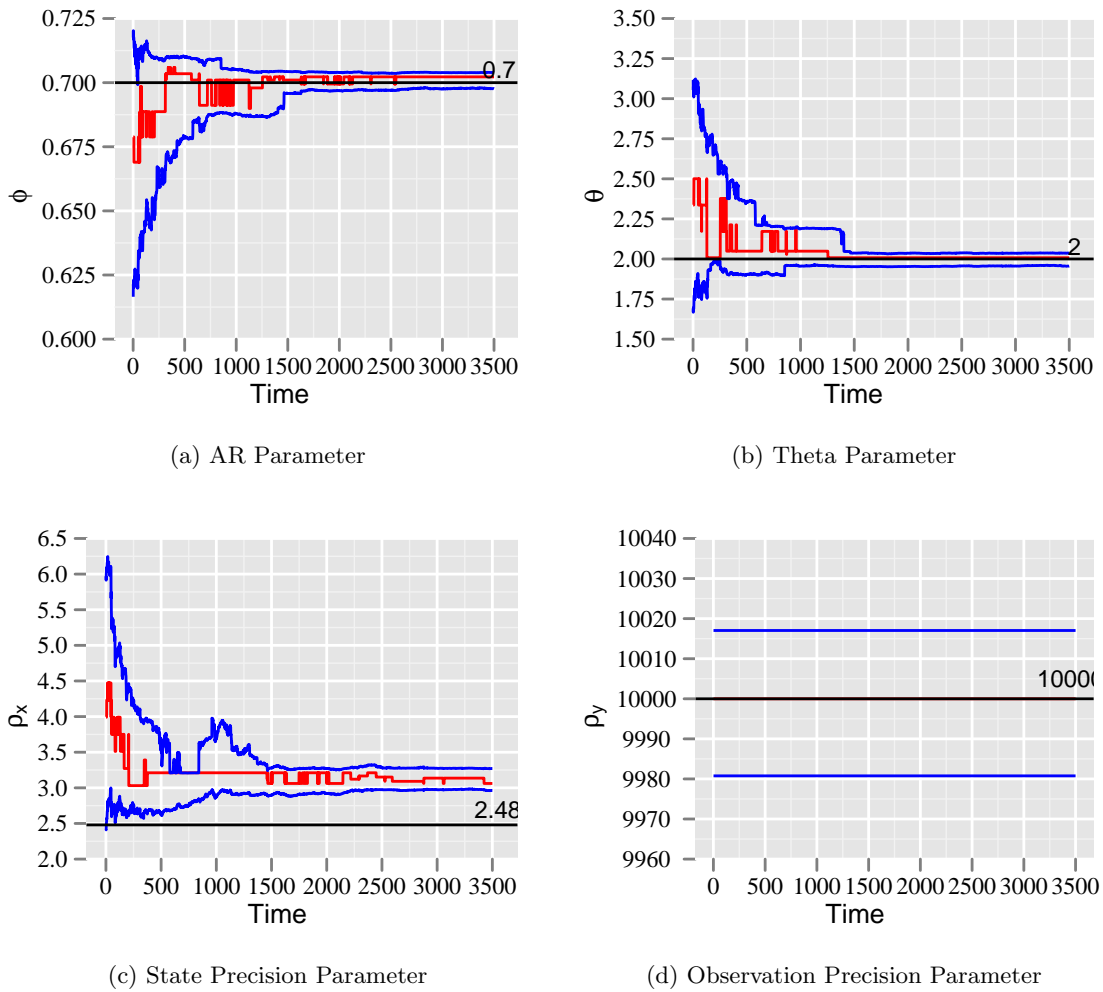 0.725
0.700
0.675
0.650
0.625
0.600
ϕ
0.7
0 500 1000 1500 2000 2500 3000 3500
Time
(a) AR Parameter
3.50
3.25
3.00
2.75
2.50
2.25
2.00
1.75
1.50
θ
2
0 500 1000 1500 2000 2500 3000 3500
Time
(b) Theta Parameter
6.5
6.0
5.5
5.0
4.5
4.0
3.5
3.0
2.5
2.0
ρx
2.48
0 500 1000 1500 2000 2500 3000 3500
Time
(c) State Precision Parameter
10040
10030
10020
10010
10000
9990
9980
9970
9960
ρy
10000
0 500 1000 1500 2000 2500 3000 3500
Time
(d) Observation Precision Parameter